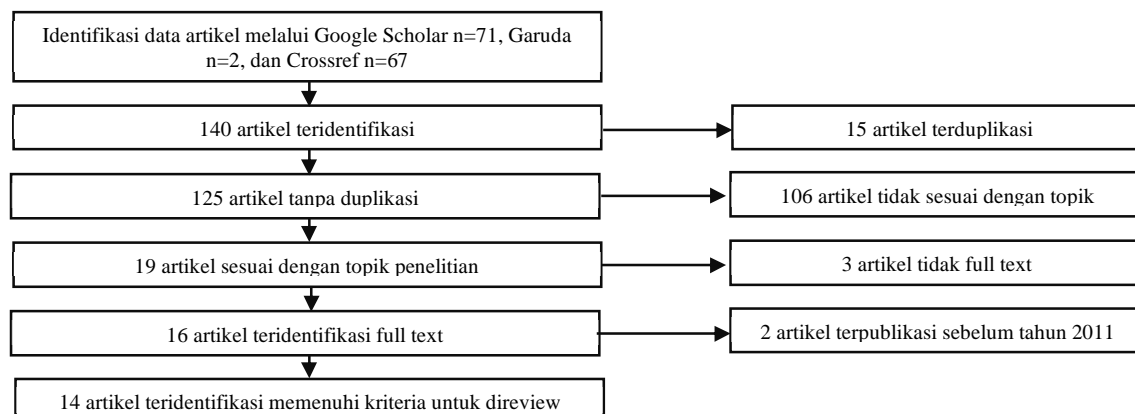 Identifikasi data artikel melalui Google Scholar n=71, Garuda
n=2, dan Crossref n=67
140 artikel teridentifikasi
15 artikel terduplikasi
125 artikel tanpa duplikasi
106 artikel tidak sesuai dengan topik
19 artikel sesuai dengan topik penelitian
3 artikel tidak full text
16 artikel teridentifikasi full text
2 artikel terpublikasi sebelum tahun 2011
14 artikel teridentifikasi memenuhi kriteria untuk direview